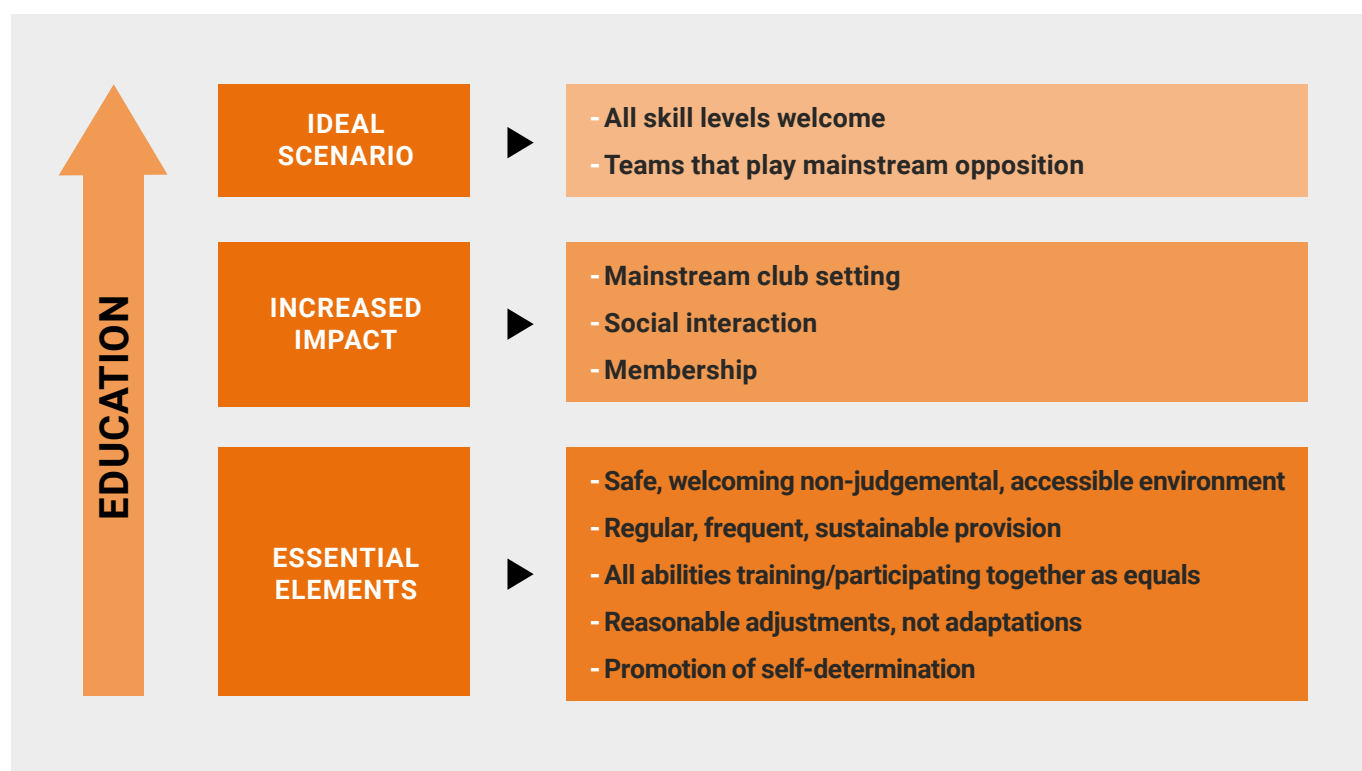 EDUCATION
IDEAL
SCENARIO
- All skill levels welcome
- Teams that play mainstream opposition
INCREASED
IMPACT
- Mainstream club setting
- Social interaction
- Membership
ESSENTIAL
ELEMENTS
- Safe, welcoming non-judgemental, accessible environment
- Regular, frequent, sustainable provision
- All abilities training/participating together as equals
- Reasonable adjustments, not adaptations
- Promotion of self-determination